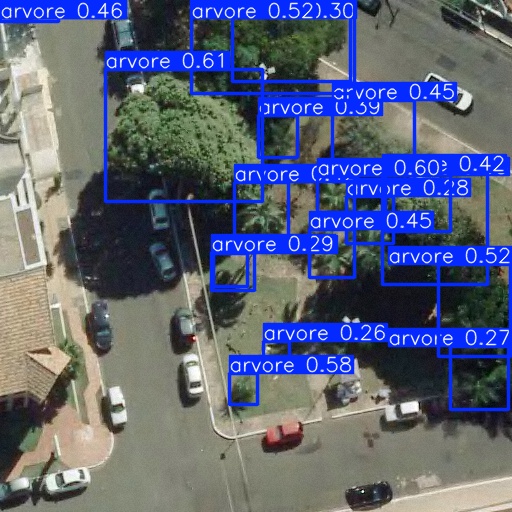 arvore 0.46
arvore 0.52
0.30
arvore 0.61
arvore 0.45
arvore 0.39
arvore 0.60
0.42
arvore
arvore 0.28
arvore 0.45
arvore 0.29
arvore 0.52
arvore 0.26
arvore 0.27
arvore 0.58